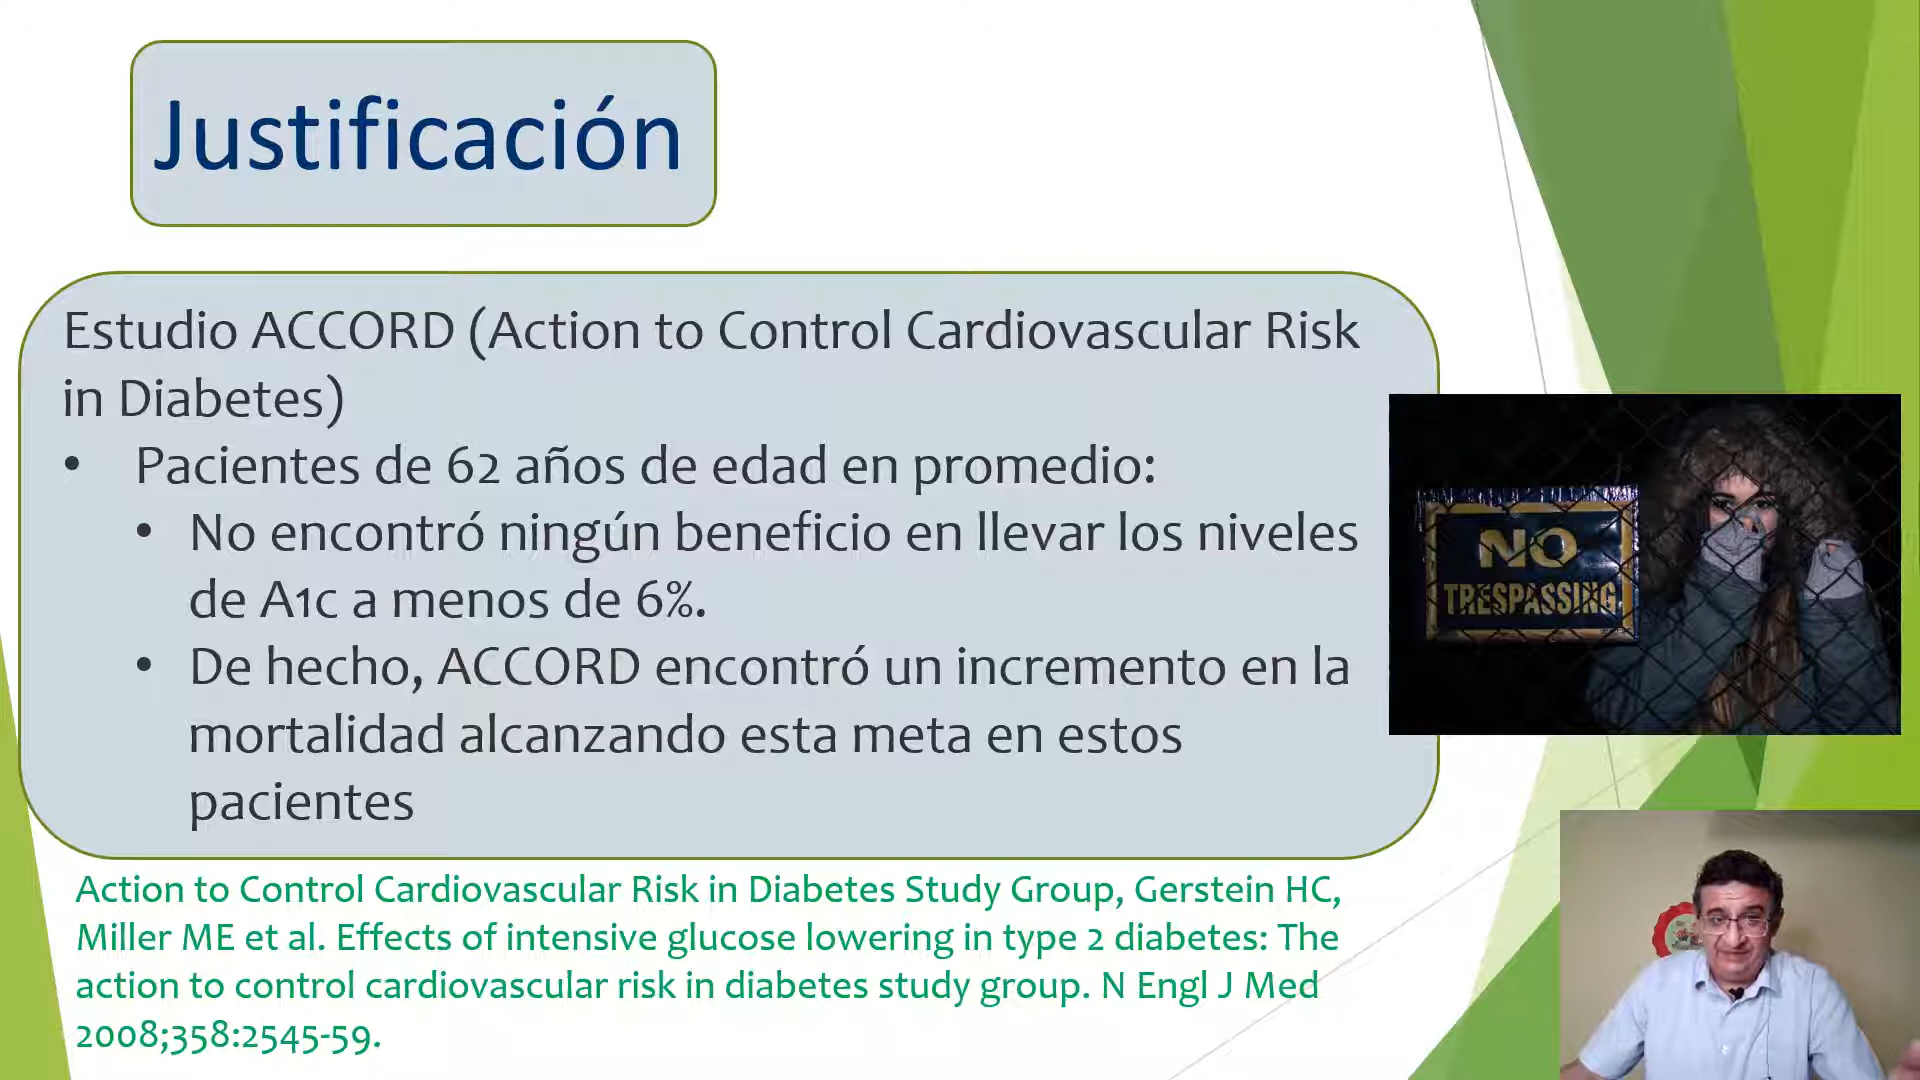 Justificación
Estudio ACCORD (Action to Control Cardiovascular Risk
in Diabetes)
• Pacientes de 62 años de edad en promedio:
• No encontró ningún beneficio en llevar los niveles
de A1c a menos de 6%.
• De hecho, ACCORD encontró un incremento en la
mortalidad alcanzando esta meta en estos
pacientes
NO
TRESPASSING
Action to Control Cardiovascular Risk in Diabetes Study Group, Gerstein HC,
Miller ME et al. Effects of intensive glucose lowering in type 2 diabetes: The
action to control cardiovascular risk in diabetes study group. N Engl J Med
2008;358:2545-59.